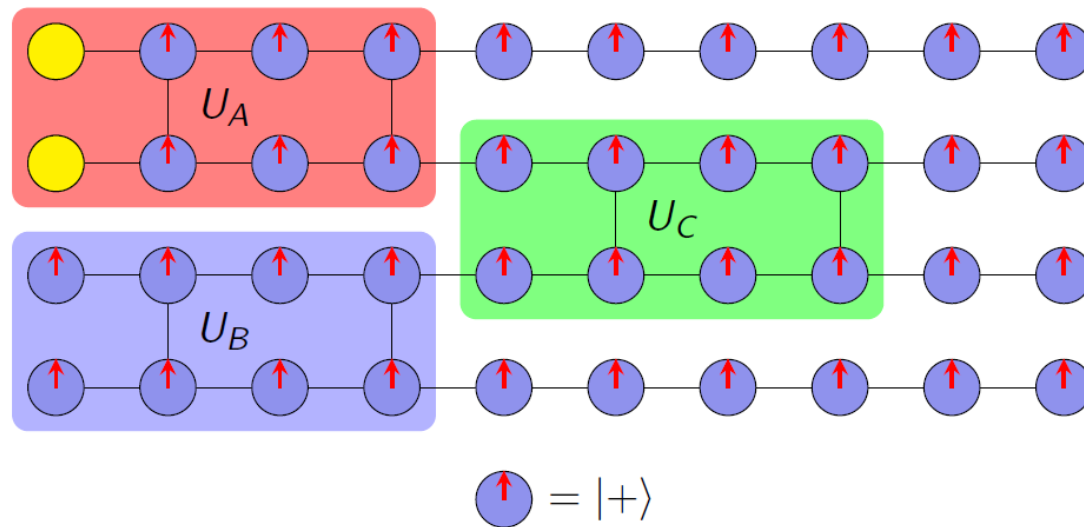 U_A
U_C
U_B
= |+⟩